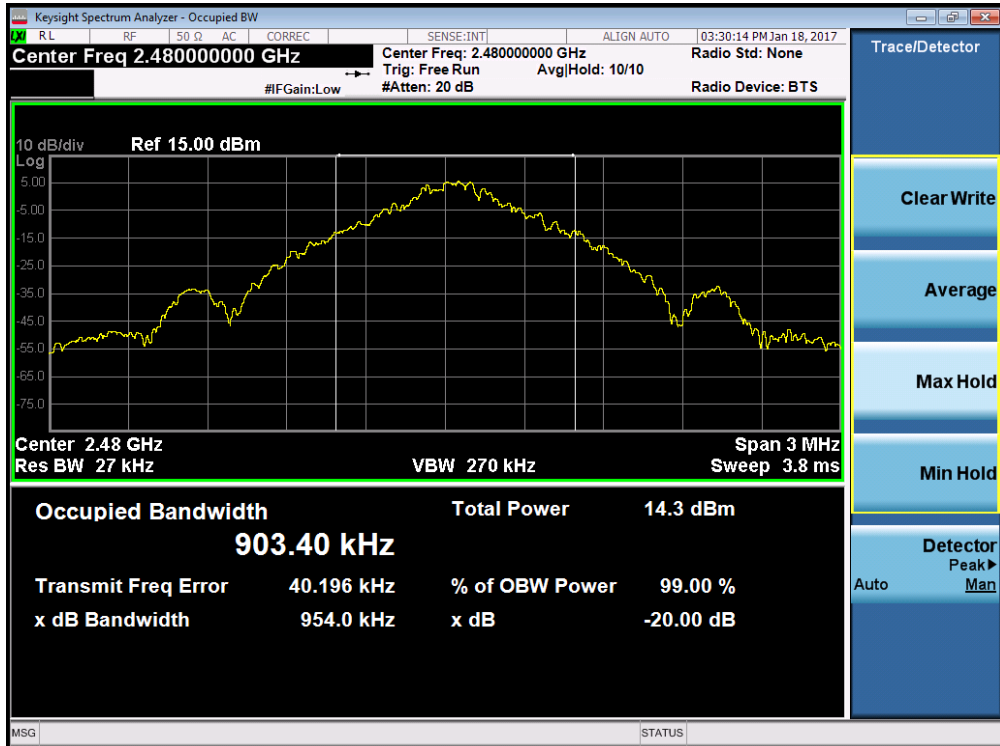 Keysight Spectrum Analyzer - Occupied BW
LXI RL RF 50 Ω AC CORREC SENSE:INT ALIGN AUTO 03:30:14 PM Jan 18, 2017
Center Freq 2.480000000 GHz
Center Freq: 2.480000000 GHz
Radio Std: None
Trig: Free Run Avg|Hold: 10/10
#IFGain:Low #Atten: 20 dB Radio Device: BTS
10 dB/div Ref 15.00 dBm
Log
5.00
-5.00
-15.0
-25.0
-35.0
-45.0
-55.0
-65.0
-75.0
Center 2.48 GHz Span 3 MHz
Res BW 27 kHz VBW 270 kHz Sweep 3.8 ms
Occupied Bandwidth Total Power 14.3 dBm
903.40 kHz
Transmit Freq Error 40.196 kHz % of OBW Power 99.00 %
x dB Bandwidth 954.0 kHz x dB -20.00 dB
Trace/Detector
Clear Write
Average
Max Hold
Min Hold
Detector
Peak▶
Auto Man
MSG STATUS